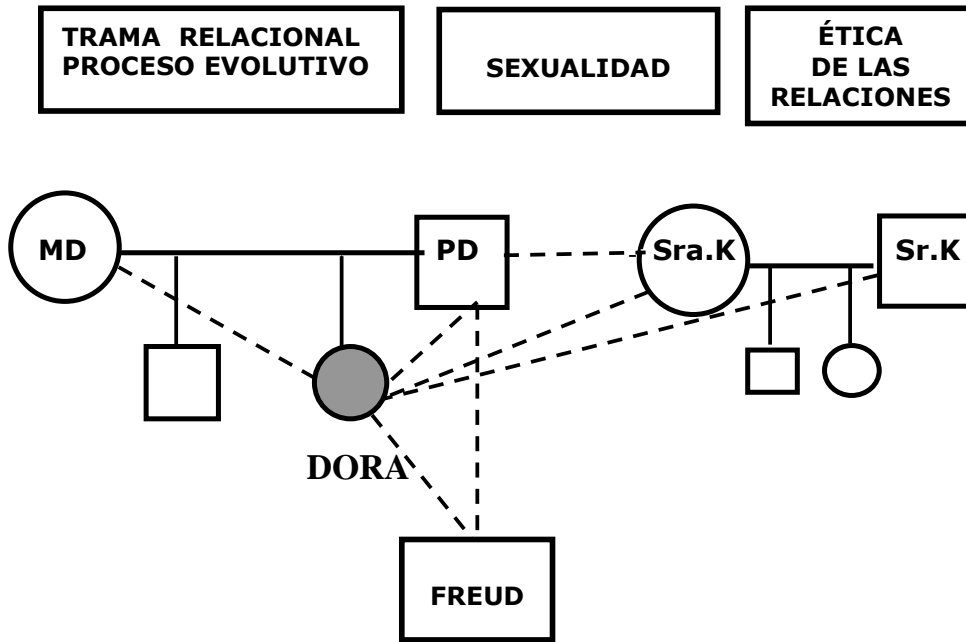 TRAMA RELACIONAL
PROCESO EVOLUTIVO
SEXUALIDAD
ÉTICA
DE LAS
RELACIONES
MD
PD
Sra.K
Sr.K
DORA
FREUD